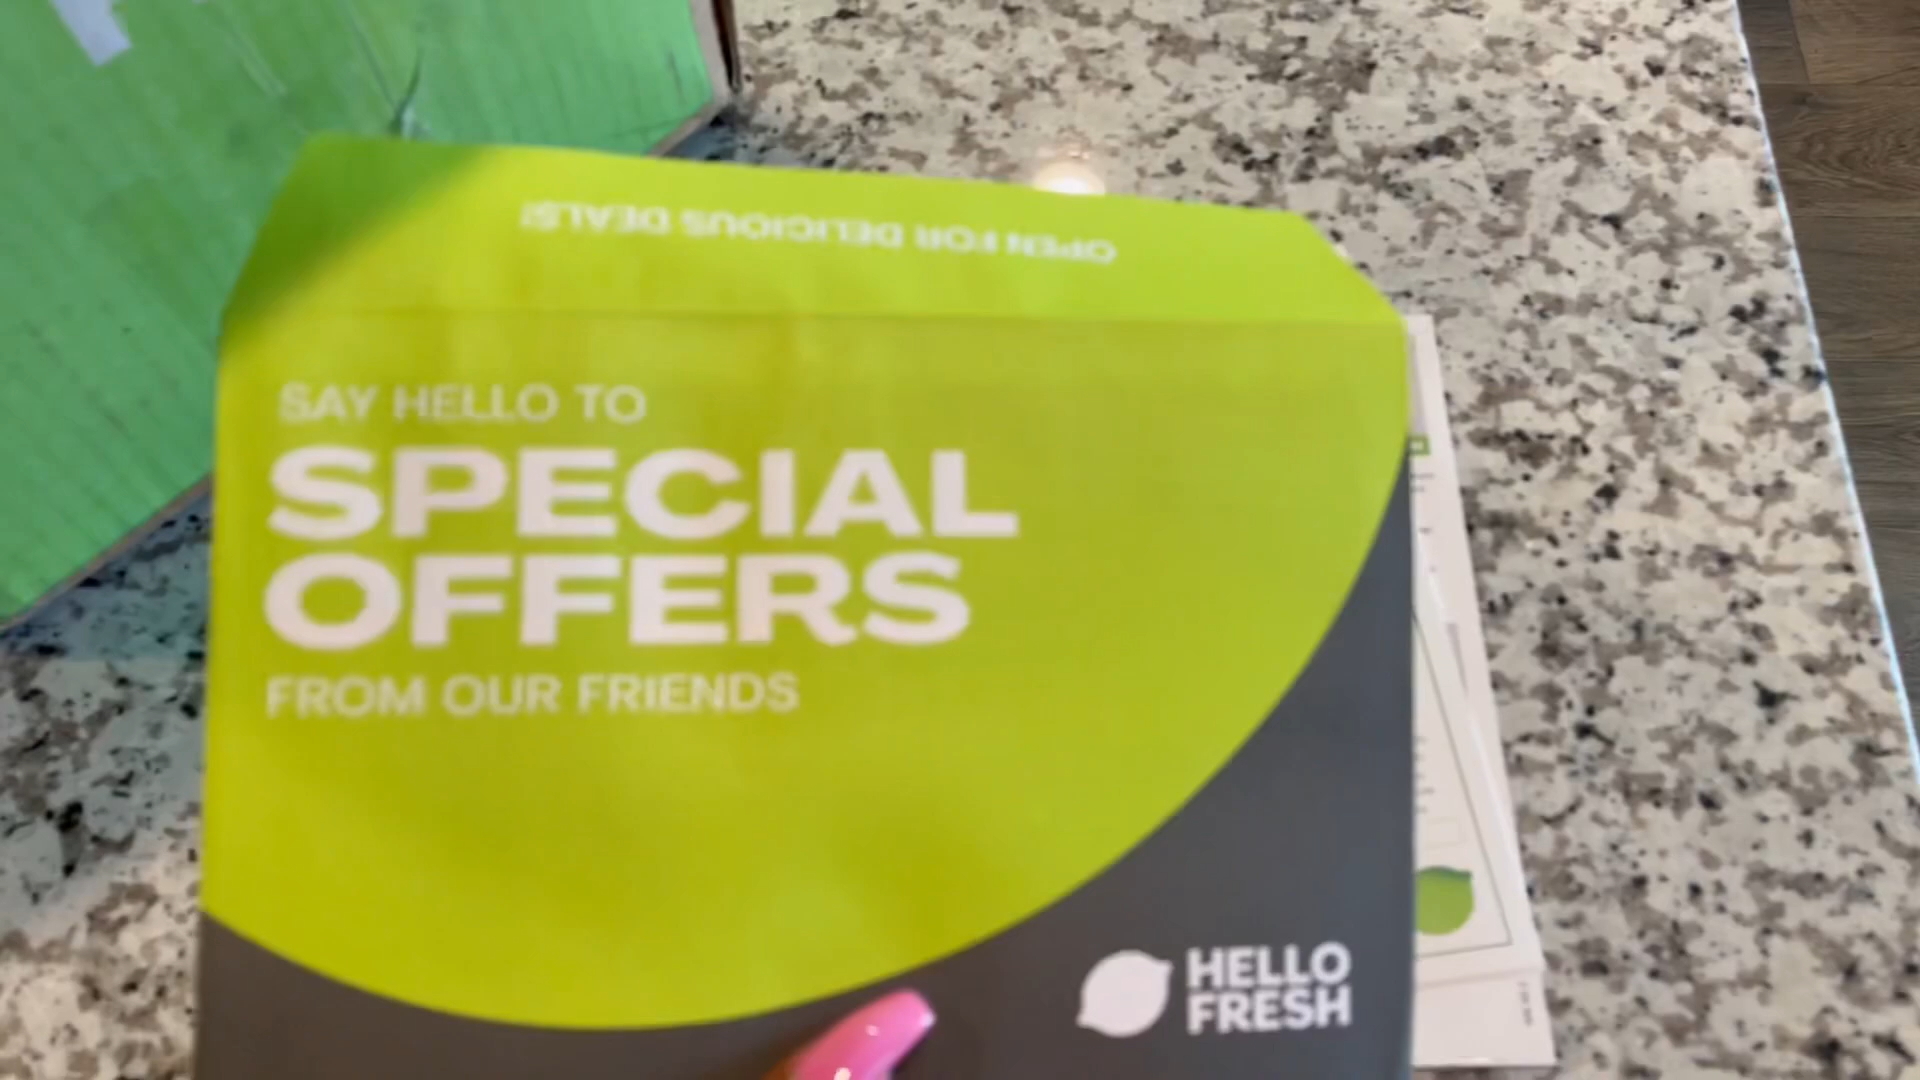 OPEN FOR DELICIOUS DEALS!
SAY HELLO TO
SPECIAL
OFFERS
FROM OUR FRIENDS
HELLO
FRESH